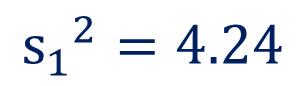 s₁² = 4.24